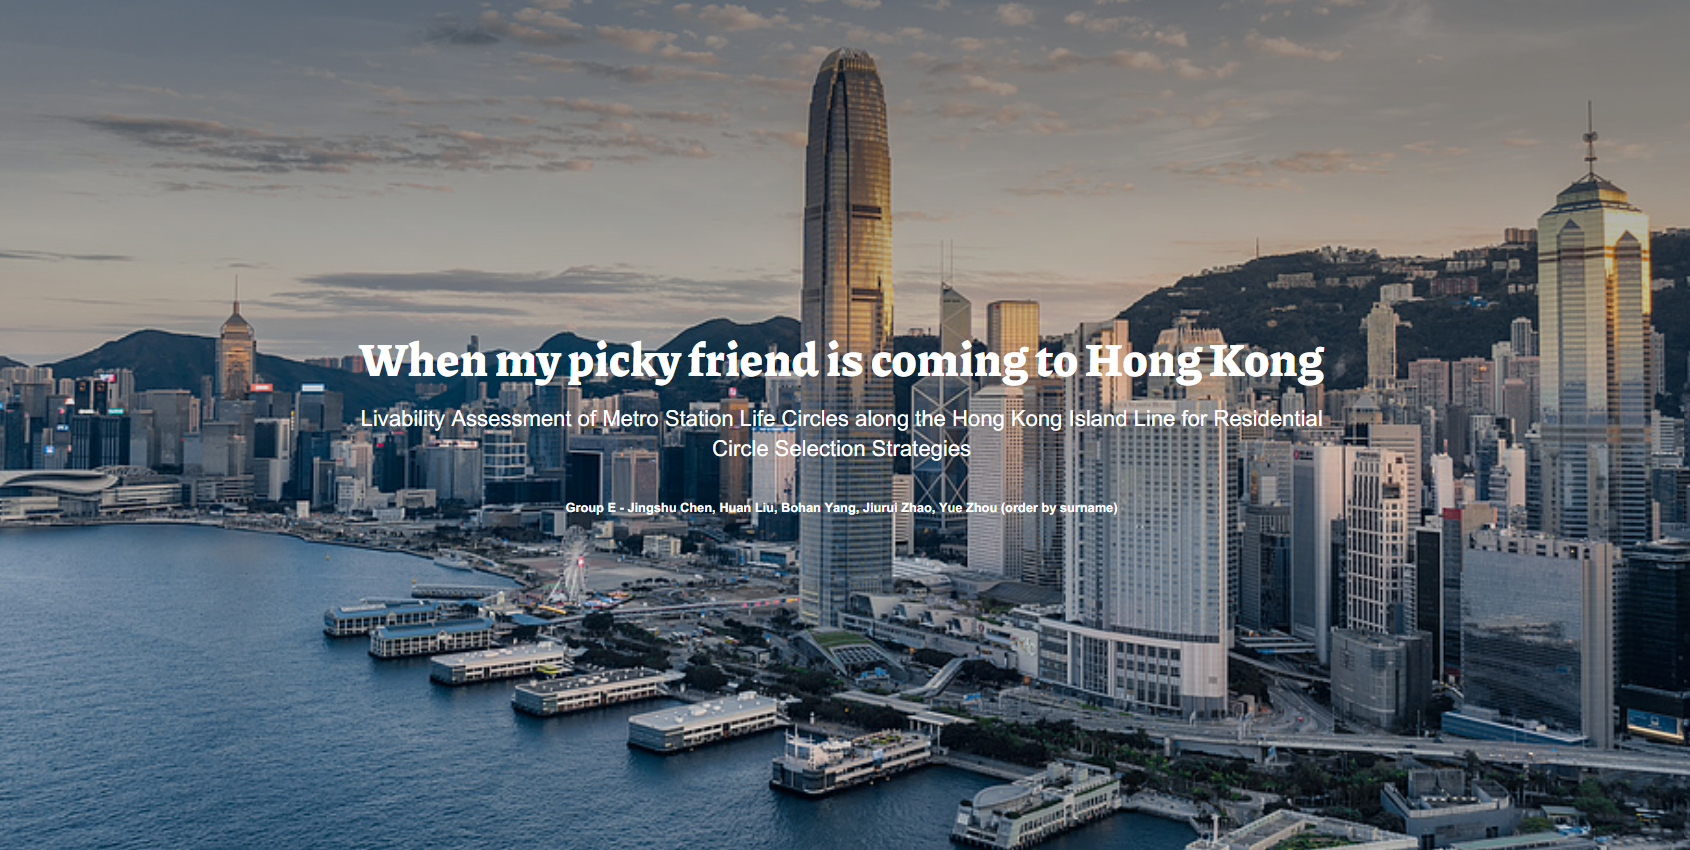 When my picky friend is coming to Hong Kong
Livability Assessment of Metro Station Life Circles along the Hong Kong Island Line for Residential
Circle Selection Strategies
Group E - Jingshu Chen, Huan Liu, Bohan Yang, Jiurui Zhao, Yue Zhou (order by surname)